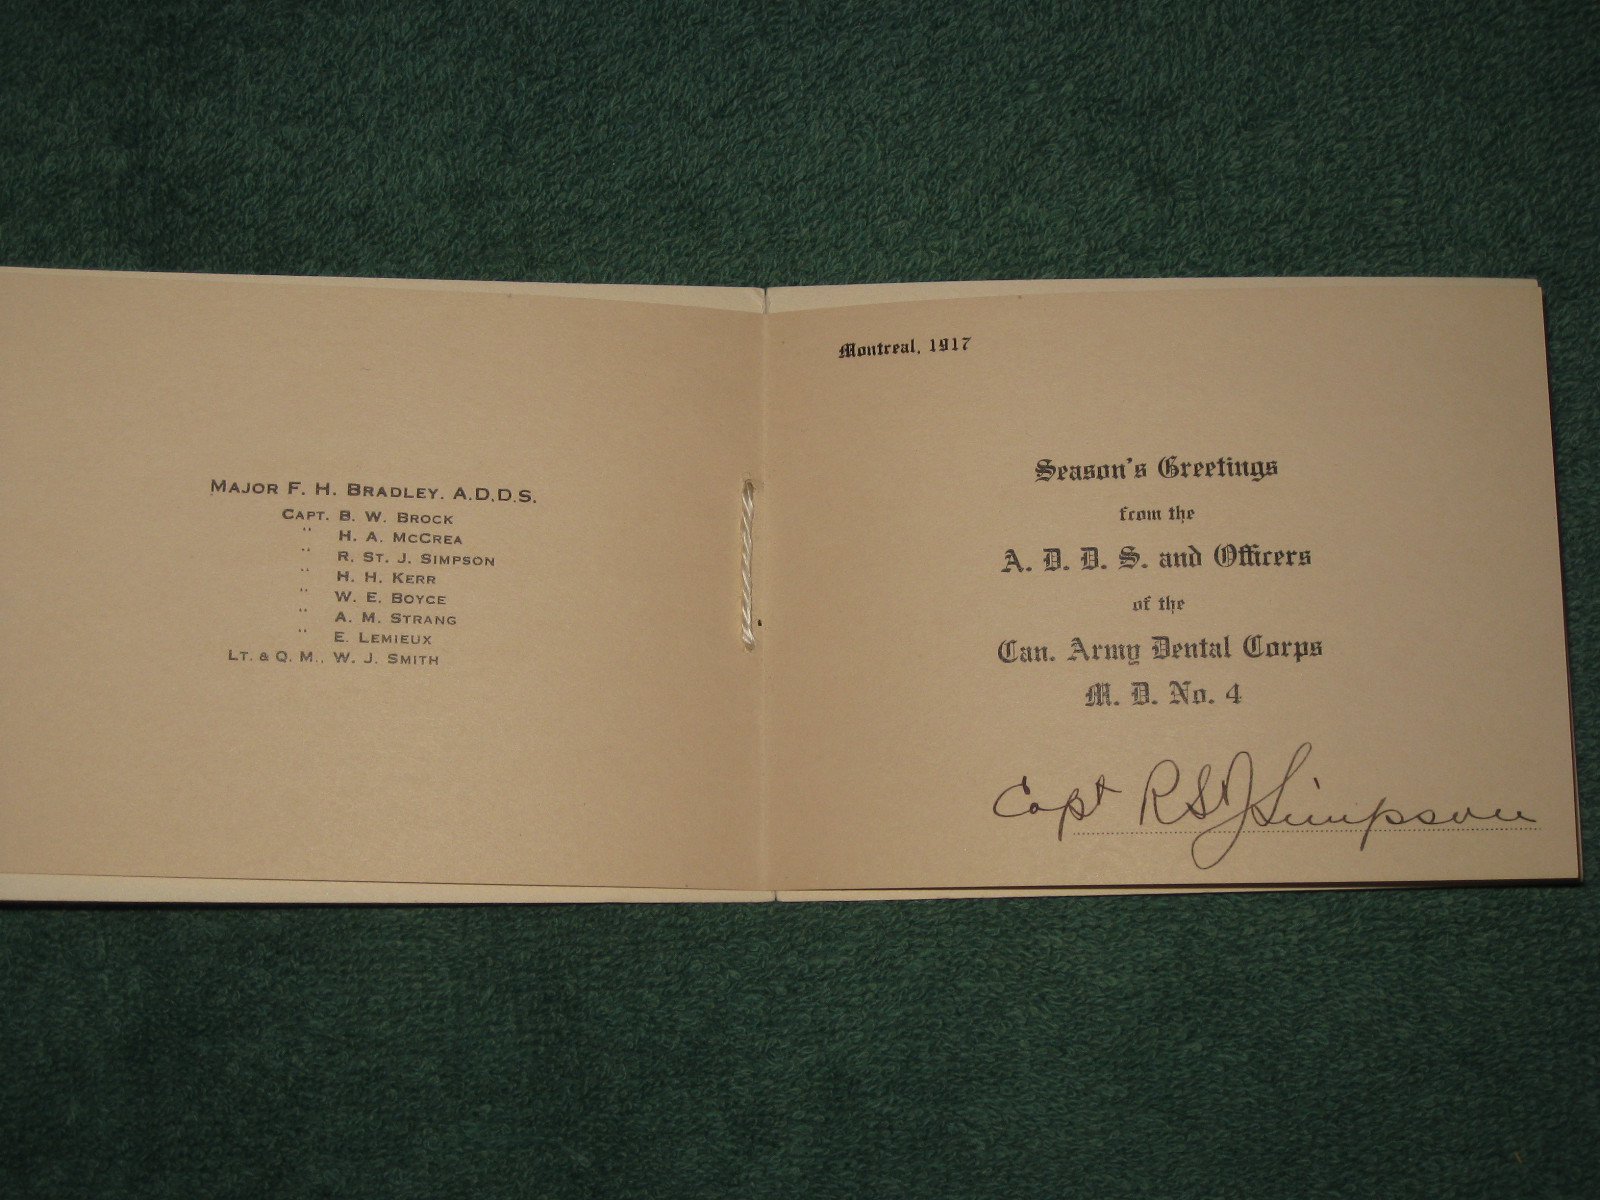 MAJOR F. H. BRADLEY. A.D.D.S.
CAPT. B. W. BROCK
" H. A. MCCREA
" R. ST. J. SIMPSON
" H. H. KERR
" W. E. BOYCE
" A. M. STRANG
" E. LEMIEUX
LT. & Q. M.. W. J. SMITH
Montreal, 1917
Season's Greetings
from the
A. D. D. S. and Officers
of the
Can. Army Dental Corps
M. D. No. 4
Capt R St J Simpson